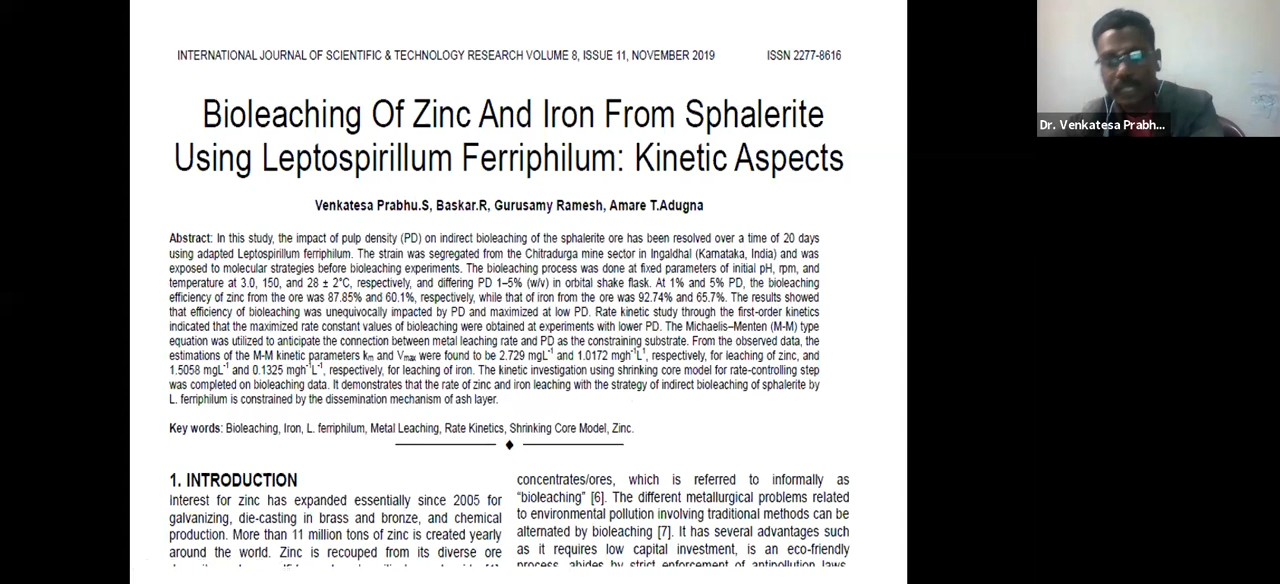 INTERNATIONAL JOURNAL OF SCIENTIFIC & TECHNOLOGY RESEARCH VOLUME 8, ISSUE 11, NOVEMBER 2019 ISSN 2277-8616
Bioleaching Of Zinc And Iron From Sphalerite
Using Leptospirillum Ferriphilum: Kinetic Aspects
Venkatesa Prabhu.S, Baskar.R, Gurusamy Ramesh, Amare T.Adugna
Abstract: In this study, the impact of pulp density (PD) on indirect bioleaching of the sphalerite ore has been resolved over a time of 20 days
using adapted Leptospirillum ferriphilum. The strain was segregated from the Chitradurga mine sector in Ingaldhal (Karnataka, India) and was
exposed to molecular strategies before bioleaching experiments. The bioleaching process was done at fixed parameters of initial pH, rpm, and
temperature at 3.0, 150, and 28 ± 2°C, respectively, and differing PD 1–5% (w/v) in orbital shake flask. At 1% and 5% PD, the bioleaching
efficiency of zinc from the ore was 87.85% and 60.1%, respectively, while that of iron from the ore was 92.74% and 65.7%. The results showed
that efficiency of bioleaching was unequivocally impacted by PD and maximized at low PD. Rate kinetic study through the first-order kinetics
indicated that the maximized rate constant values of bioleaching were obtained at experiments with lower PD. The Michaelis–Menten (M-M) type
equation was utilized to anticipate the connection between metal leaching rate and PD as the constraining substrate. From the observed data, the
estimations of the M-M kinetic parameters km and Vmax were found to be 2.729 mgL-1 and 1.0172 mgh-1L1, respectively, for leaching of zinc, and
1.5058 mgL-1 and 0.1325 mgh-1L-1, respectively, for leaching of iron. The kinetic investigation using shrinking core model for rate-controlling step
was completed on bioleaching data. It demonstrates that the rate of zinc and iron leaching with the strategy of indirect bioleaching of sphalerite by
L. ferriphilum is constrained by the dissemination mechanism of ash layer.
Key words: Bioleaching, Iron, L. ferriphilum, Metal Leaching, Rate Kinetics, Shrinking Core Model, Zinc.
1. INTRODUCTION
Interest for zinc has expanded essentially since 2005 for
galvanizing, die-casting in brass and bronze, and chemical
production. More than 11 million tons of zinc is created yearly
around the world. Zinc is recouped from its diverse ore
concentrates/ores, which is referred to informally as
“bioleaching” [6]. The different metallurgical problems related
to environmental pollution involving traditional methods can be
alternated by bioleaching [7]. It has several advantages such
as it requires low capital investment, is an eco-friendly
process, abides by strict enforcement of antipollution laws,
Dr. Venkatesa Prabh...